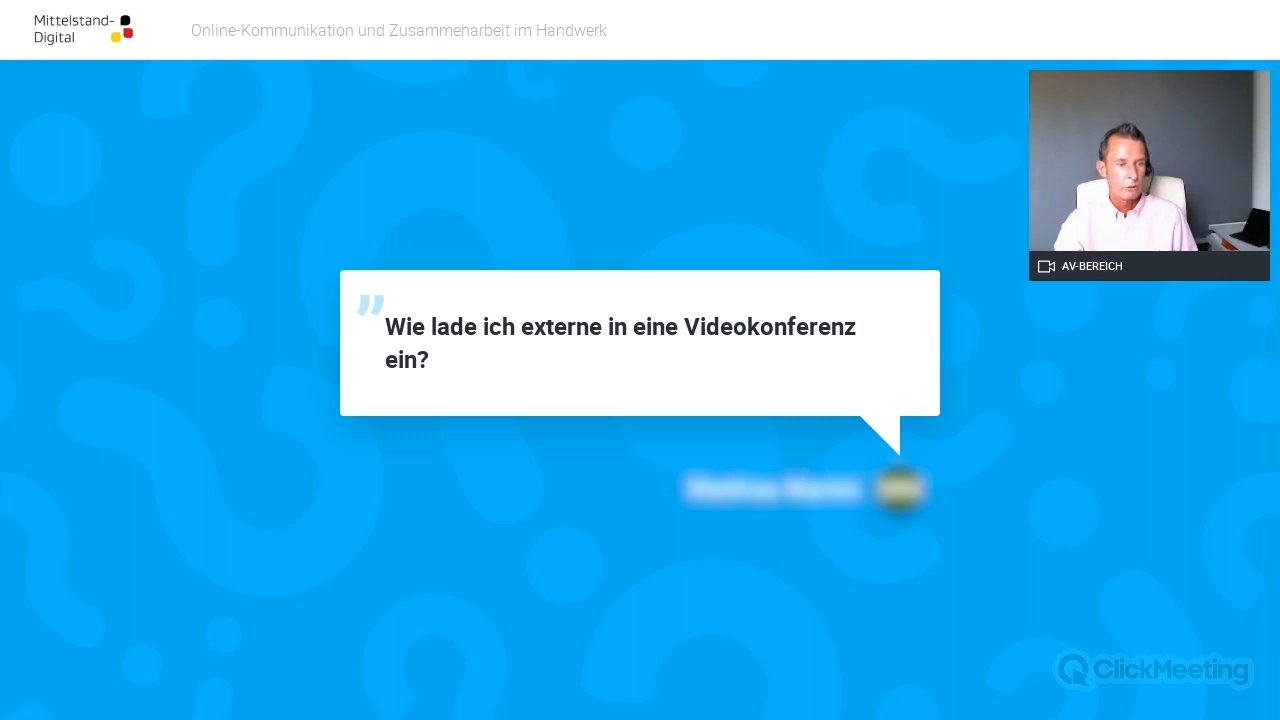 Mittelstand-
Digital
Online-Kommunikation und Zusammenarbeit im Handwerk
AV-BEREICH
Wie lade ich externe in eine Videokonferenz
ein?
ClickMeeting